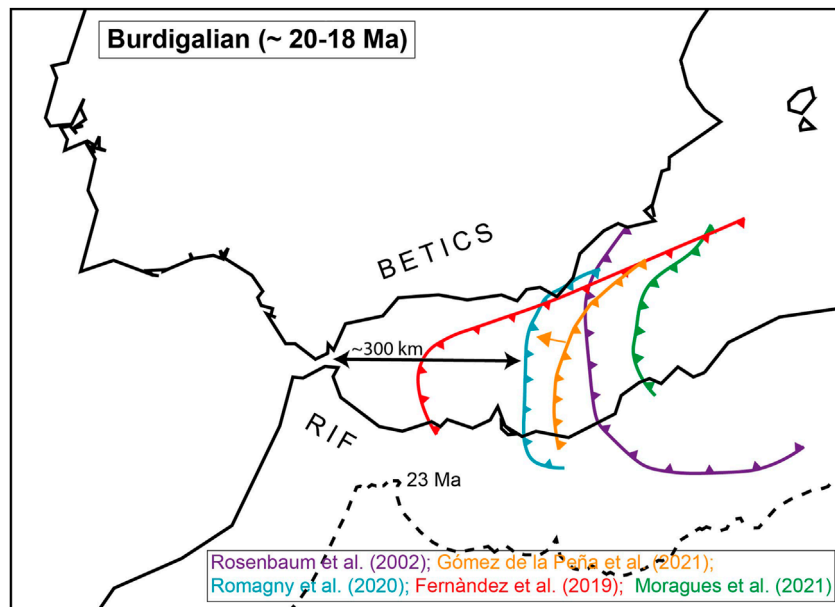 Burdigalian (~ 20-18 Ma)
BETICS
~300 km
RIF
23 Ma
Rosenbaum et al. (2002); Gómez de la Peña et al. (2021);
Romagny et al. (2020); Fernàndez et al. (2019); Moragues et al. (2021)